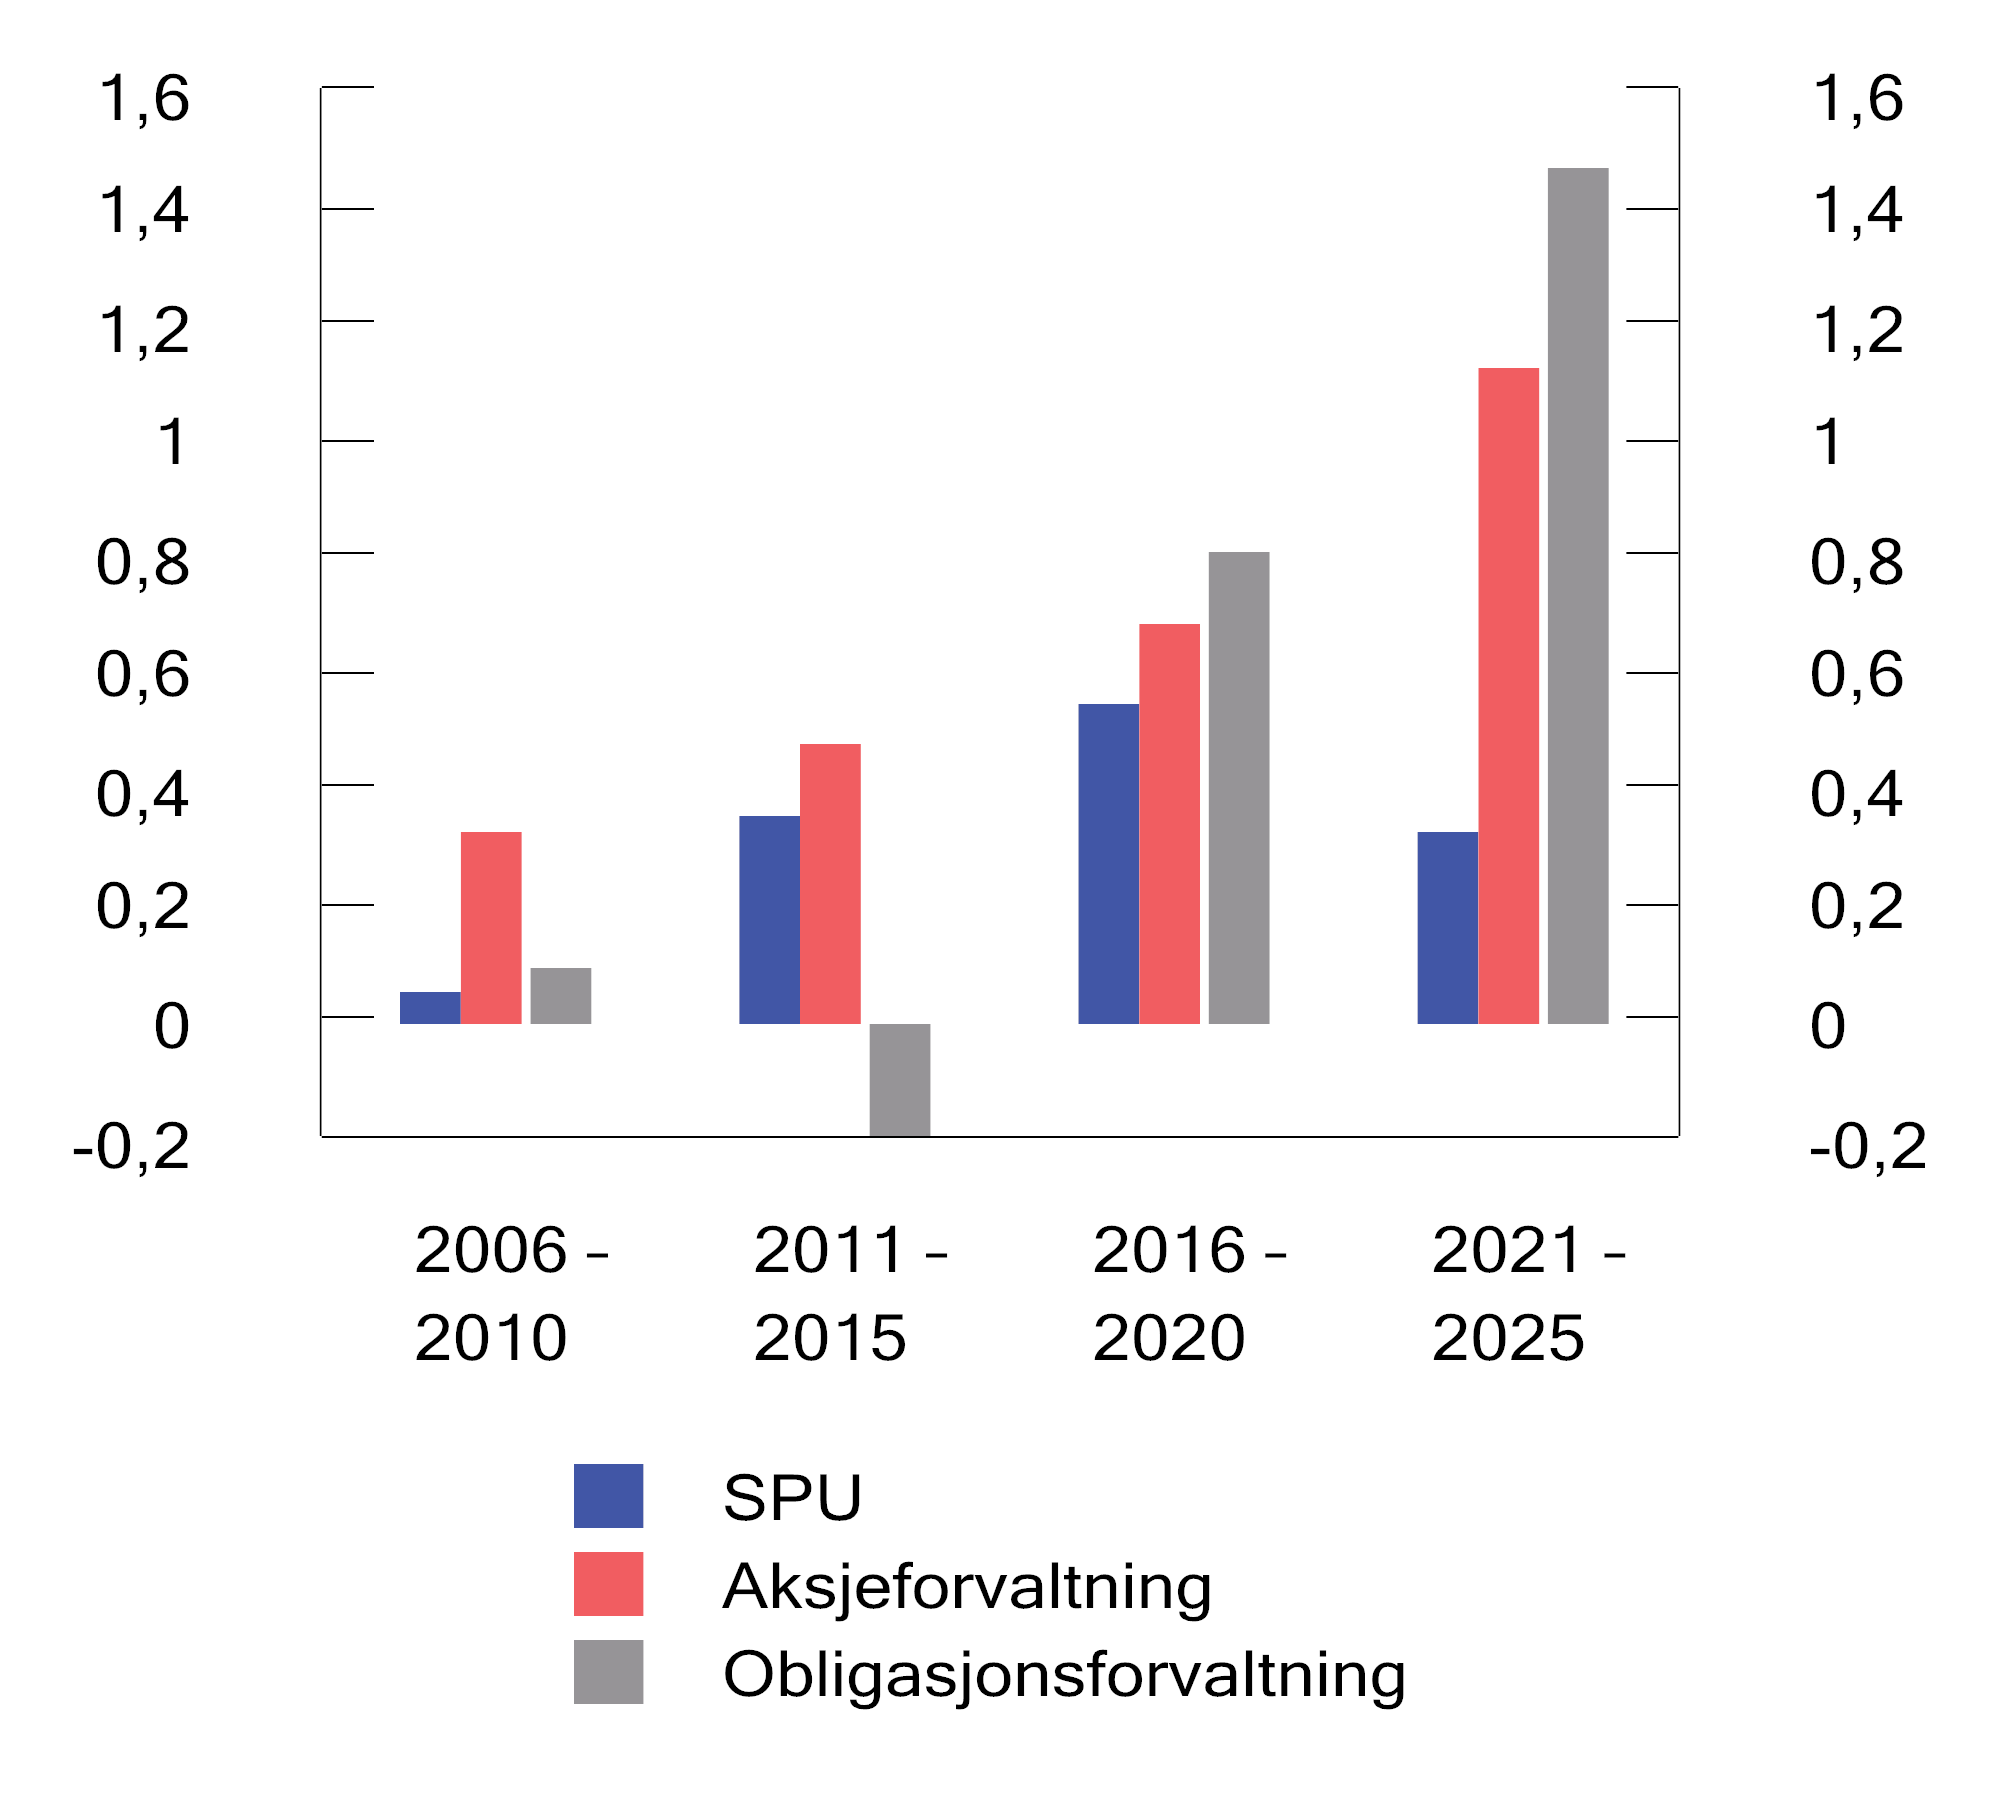 1,6 1,6
1,4 1,4
1,2 1,2
1 1
0,8 0,8
0,6 0,6
0,4 0,4
0,2 0,2
0 0
-0,2 -0,2
2006 - 2011 - 2016 - 2021 -
2010 2015 2020 2025
SPU
Aksjeforvaltning
Obligasjonsforvaltning